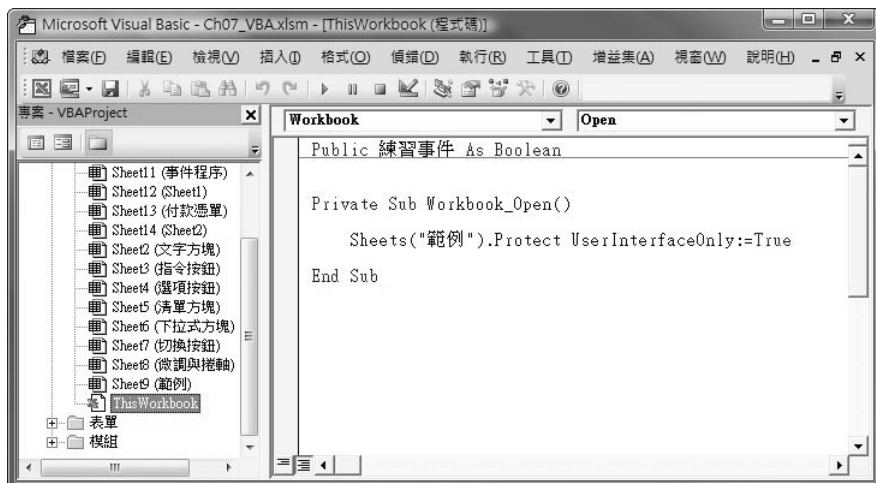 Microsoft Visual Basic - Ch07_VBA.xlsm - [ThisWorkbook (程式碼)]
檔案(F) 編輯(E) 檢視(V) 插入(I) 格式(O) 偵錯(D) 執行(R) 工具(T) 增益集(A) 視窗(W) 說明(H)
專案 - VBAProject
Workbook
Open
Sheet11 (事件程序)
Sheet12 (Sheet1)
Sheet13 (付款憑單)
Sheet14 (Sheet2)
Sheet2 (文字方塊)
Sheet3 (指令按鈕)
Sheet4 (選項按鈕)
Sheet5 (清單方塊)
Sheet6 (下拉式方塊)
Sheet7 (切換按鈕)
Sheet8 (微調與捲軸)
Sheet9 (範例)
ThisWorkbook
表單
模組
Public 練習事件 As Boolean
Private Sub Workbook_Open()
Sheets("範例").Protect UserInterfaceOnly:=True
End Sub